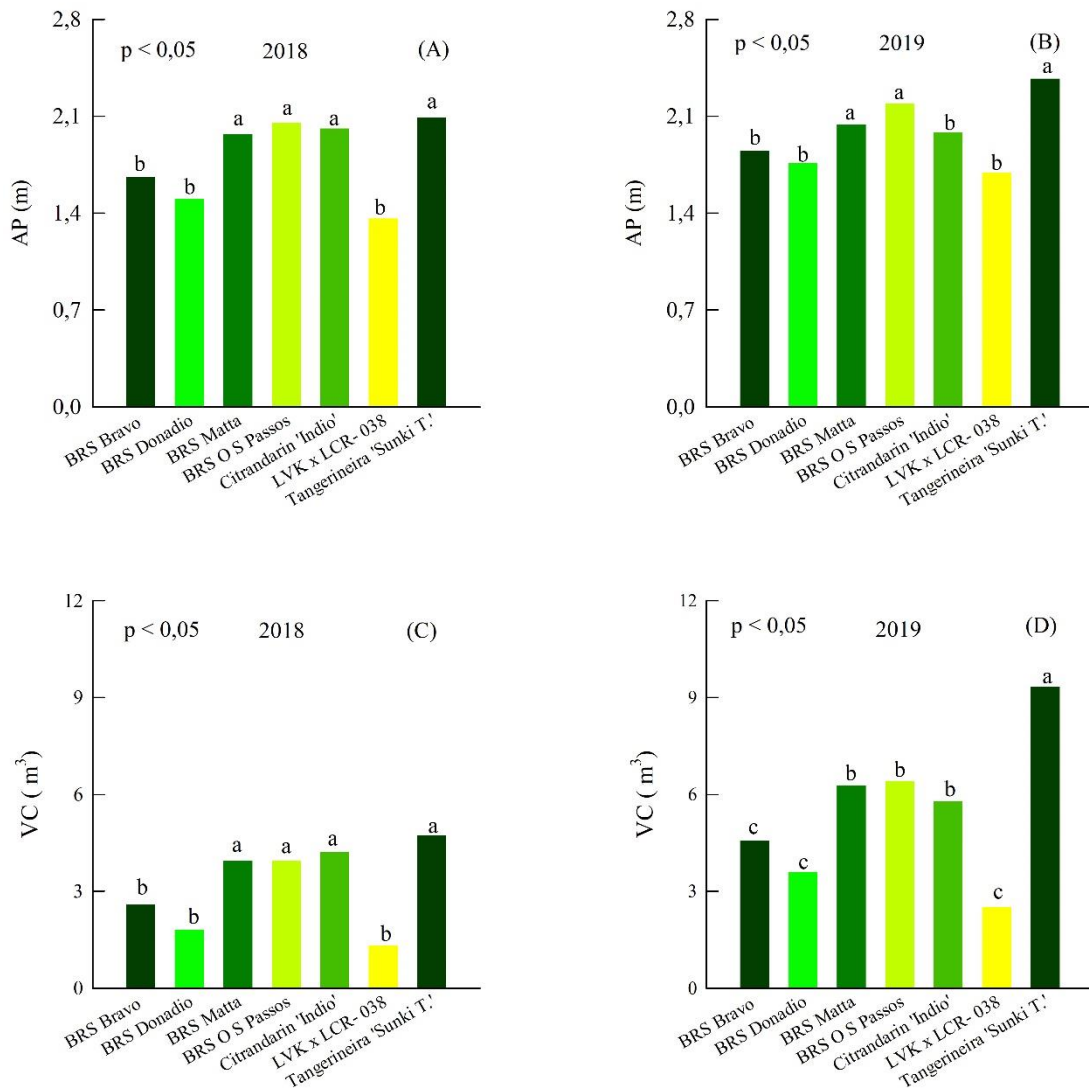 2,8
p < 0,05 2018 (A)
2,1
1,4
0,7
0,0
AP (m)
b
b
a
a
a
b
a
BRS Bravo
BRS Donadio
BRS Matta
BRS O S Passos
Citrandarin 'Indio'
LVK x LCR- 038
Tangerineira 'Sunki T.'
2,8
p < 0,05 2019 (B)
2,1
1,4
0,7
0,0
AP (m)
b
b
a
a
b
b
a
BRS Bravo
BRS Donadio
BRS Matta
BRS O S Passos
Citrandarin 'Indio'
LVK x LCR- 038
Tangerineira 'Sunki T.'
12
p < 0,05 2018 (C)
9
6
3
0
VC ( m³)
b
b
a
a
a
b
a
BRS Bravo
BRS Donadio
BRS Matta
BRS O S Passos
Citrandarin 'Indio'
LVK x LCR- 038
Tangerineira 'Sunki T.'
12
p < 0,05 2019 (D)
9
6
3
0
VC ( m³)
c
c
b
b
b
c
a
BRS Bravo
BRS Donadio
BRS Matta
BRS O S Passos
Citrandarin 'Indio'
LVK x LCR- 038
Tangerineira 'Sunki T.'